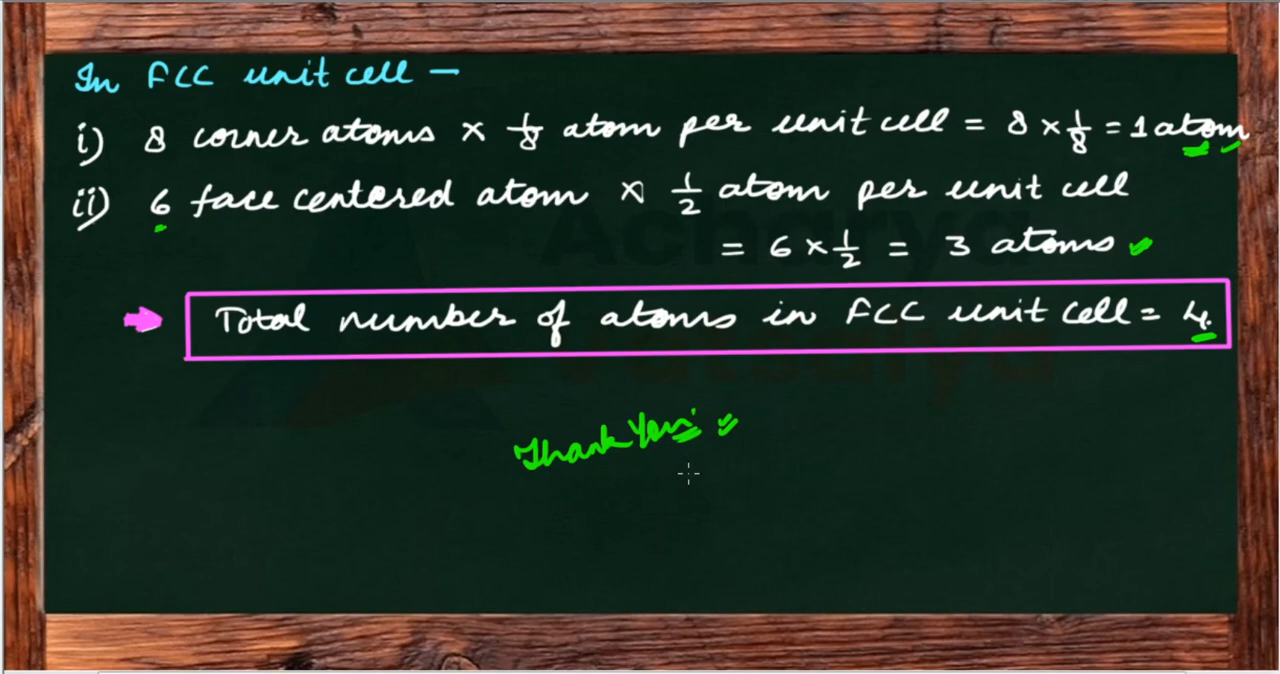 In FCC unit cell —
i) 8 corner atoms × 1/8 atom per unit cell = 8 × 1/8 = 1 atom
ii) 6 face centered atom × 1/2 atom per unit cell
= 6 × 1/2 = 3 atoms
Total number of atoms in FCC unit cell = 4.
Thank You
Acharya
Vatsarya